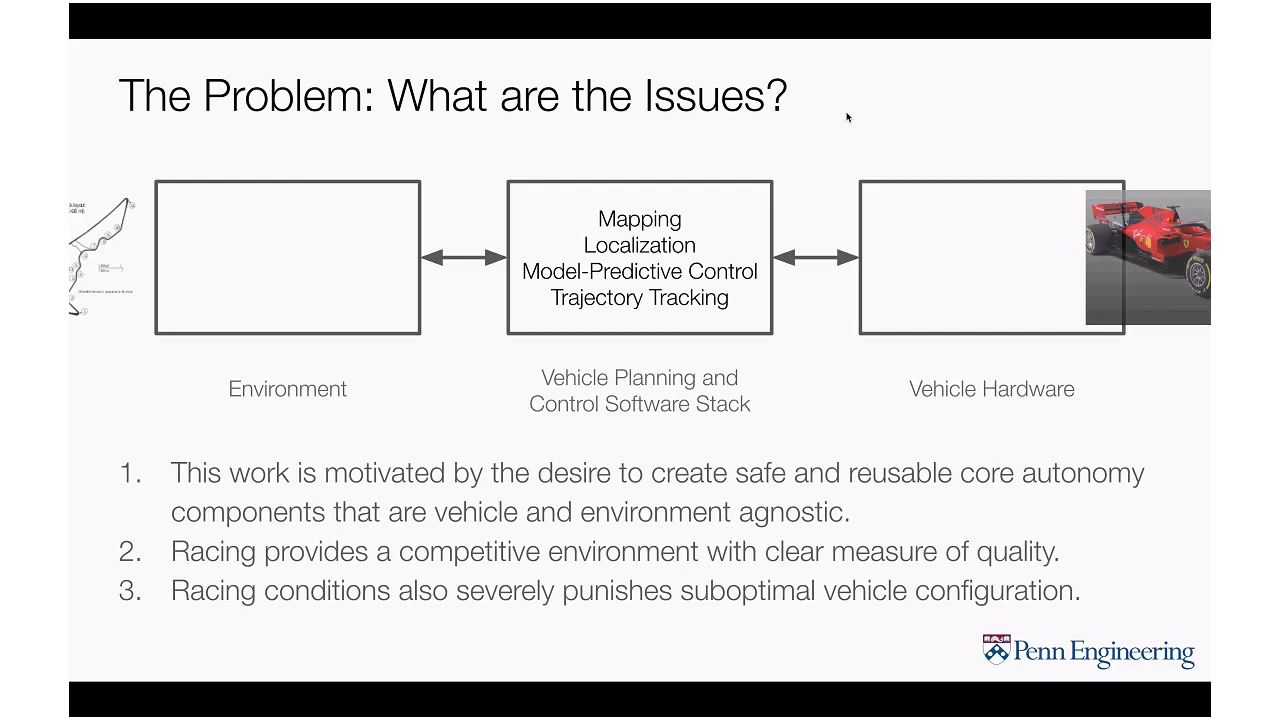 The Problem: What are the Issues?
Mapping
Localization
Model-Predictive Control
Trajectory Tracking
Environment
Vehicle Planning and
Control Software Stack
Vehicle Hardware
1. This work is motivated by the desire to create safe and reusable core autonomy
components that are vehicle and environment agnostic.
2. Racing provides a competitive environment with clear measure of quality.
3. Racing conditions also severely punishes suboptimal vehicle configuration.
Penn Engineering